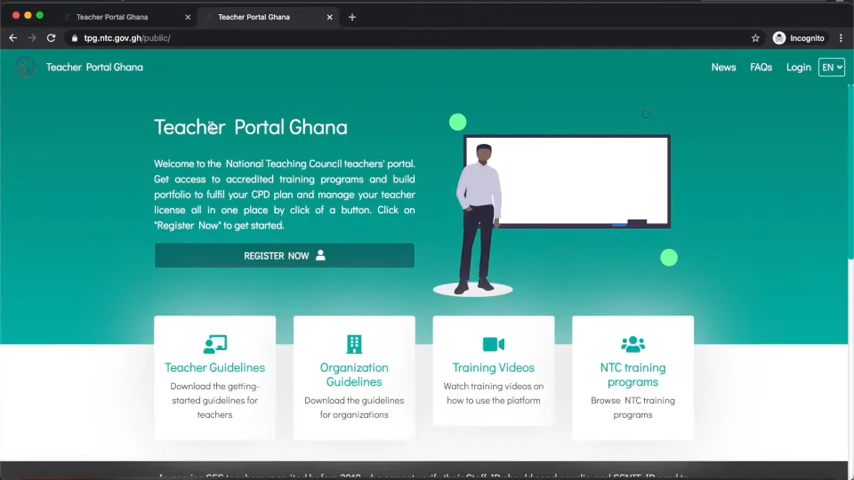 Teacher Portal Ghana
Teacher Portal Ghana
tpg.ntc.gov.gh/public/
Incognito
Teacher Portal Ghana
News
FAQs
Login
EN
Teacher Portal Ghana
Welcome to the National Teaching Council teachers' portal.
Get access to accredited training programs and build
portfolio to fulfil your CPD plan and manage your teacher
license all in one place by click of a button. Click on
"Register Now" to get started.
REGISTER NOW
Teacher Guidelines
Download the getting-
started guidelines for
teachers
Organization
Guidelines
Download the guidelines
for organizations
Training Videos
Watch training videos on
how to use the platform
NTC training
programs
Browse NTC training
programs